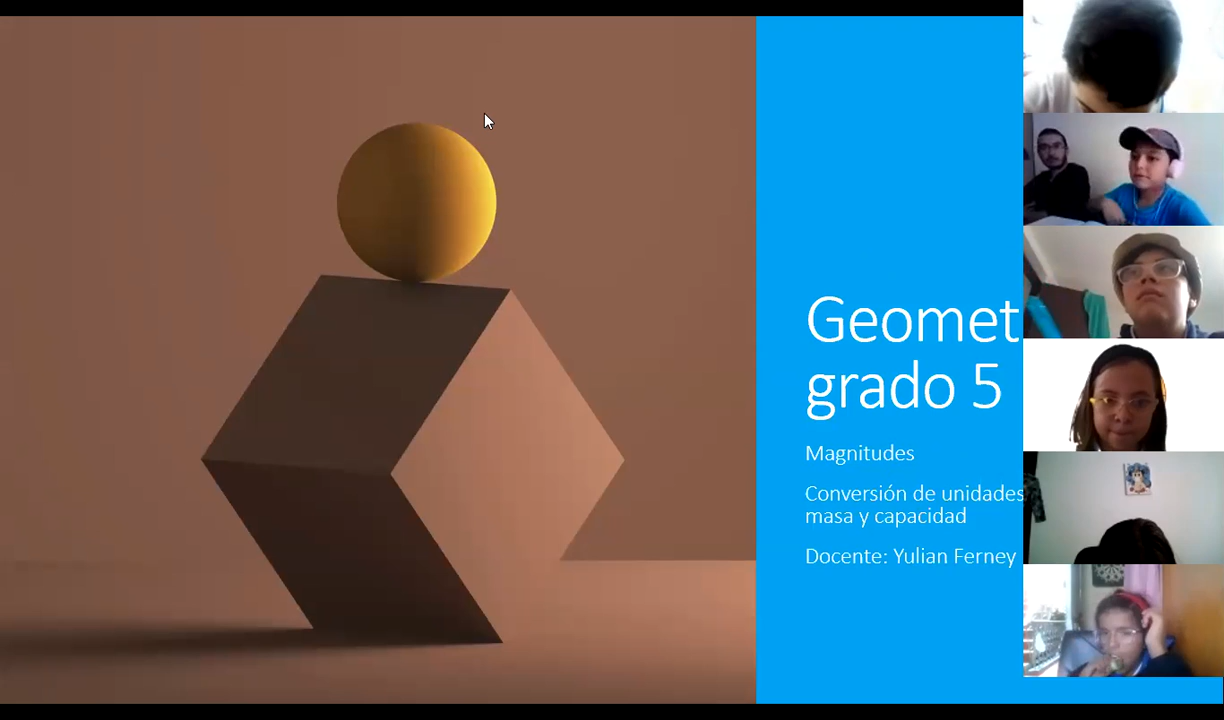 Geomet
grado 5
Magnitudes
Conversión de unidades
masa y capacidad
Docente: Yulian Ferney